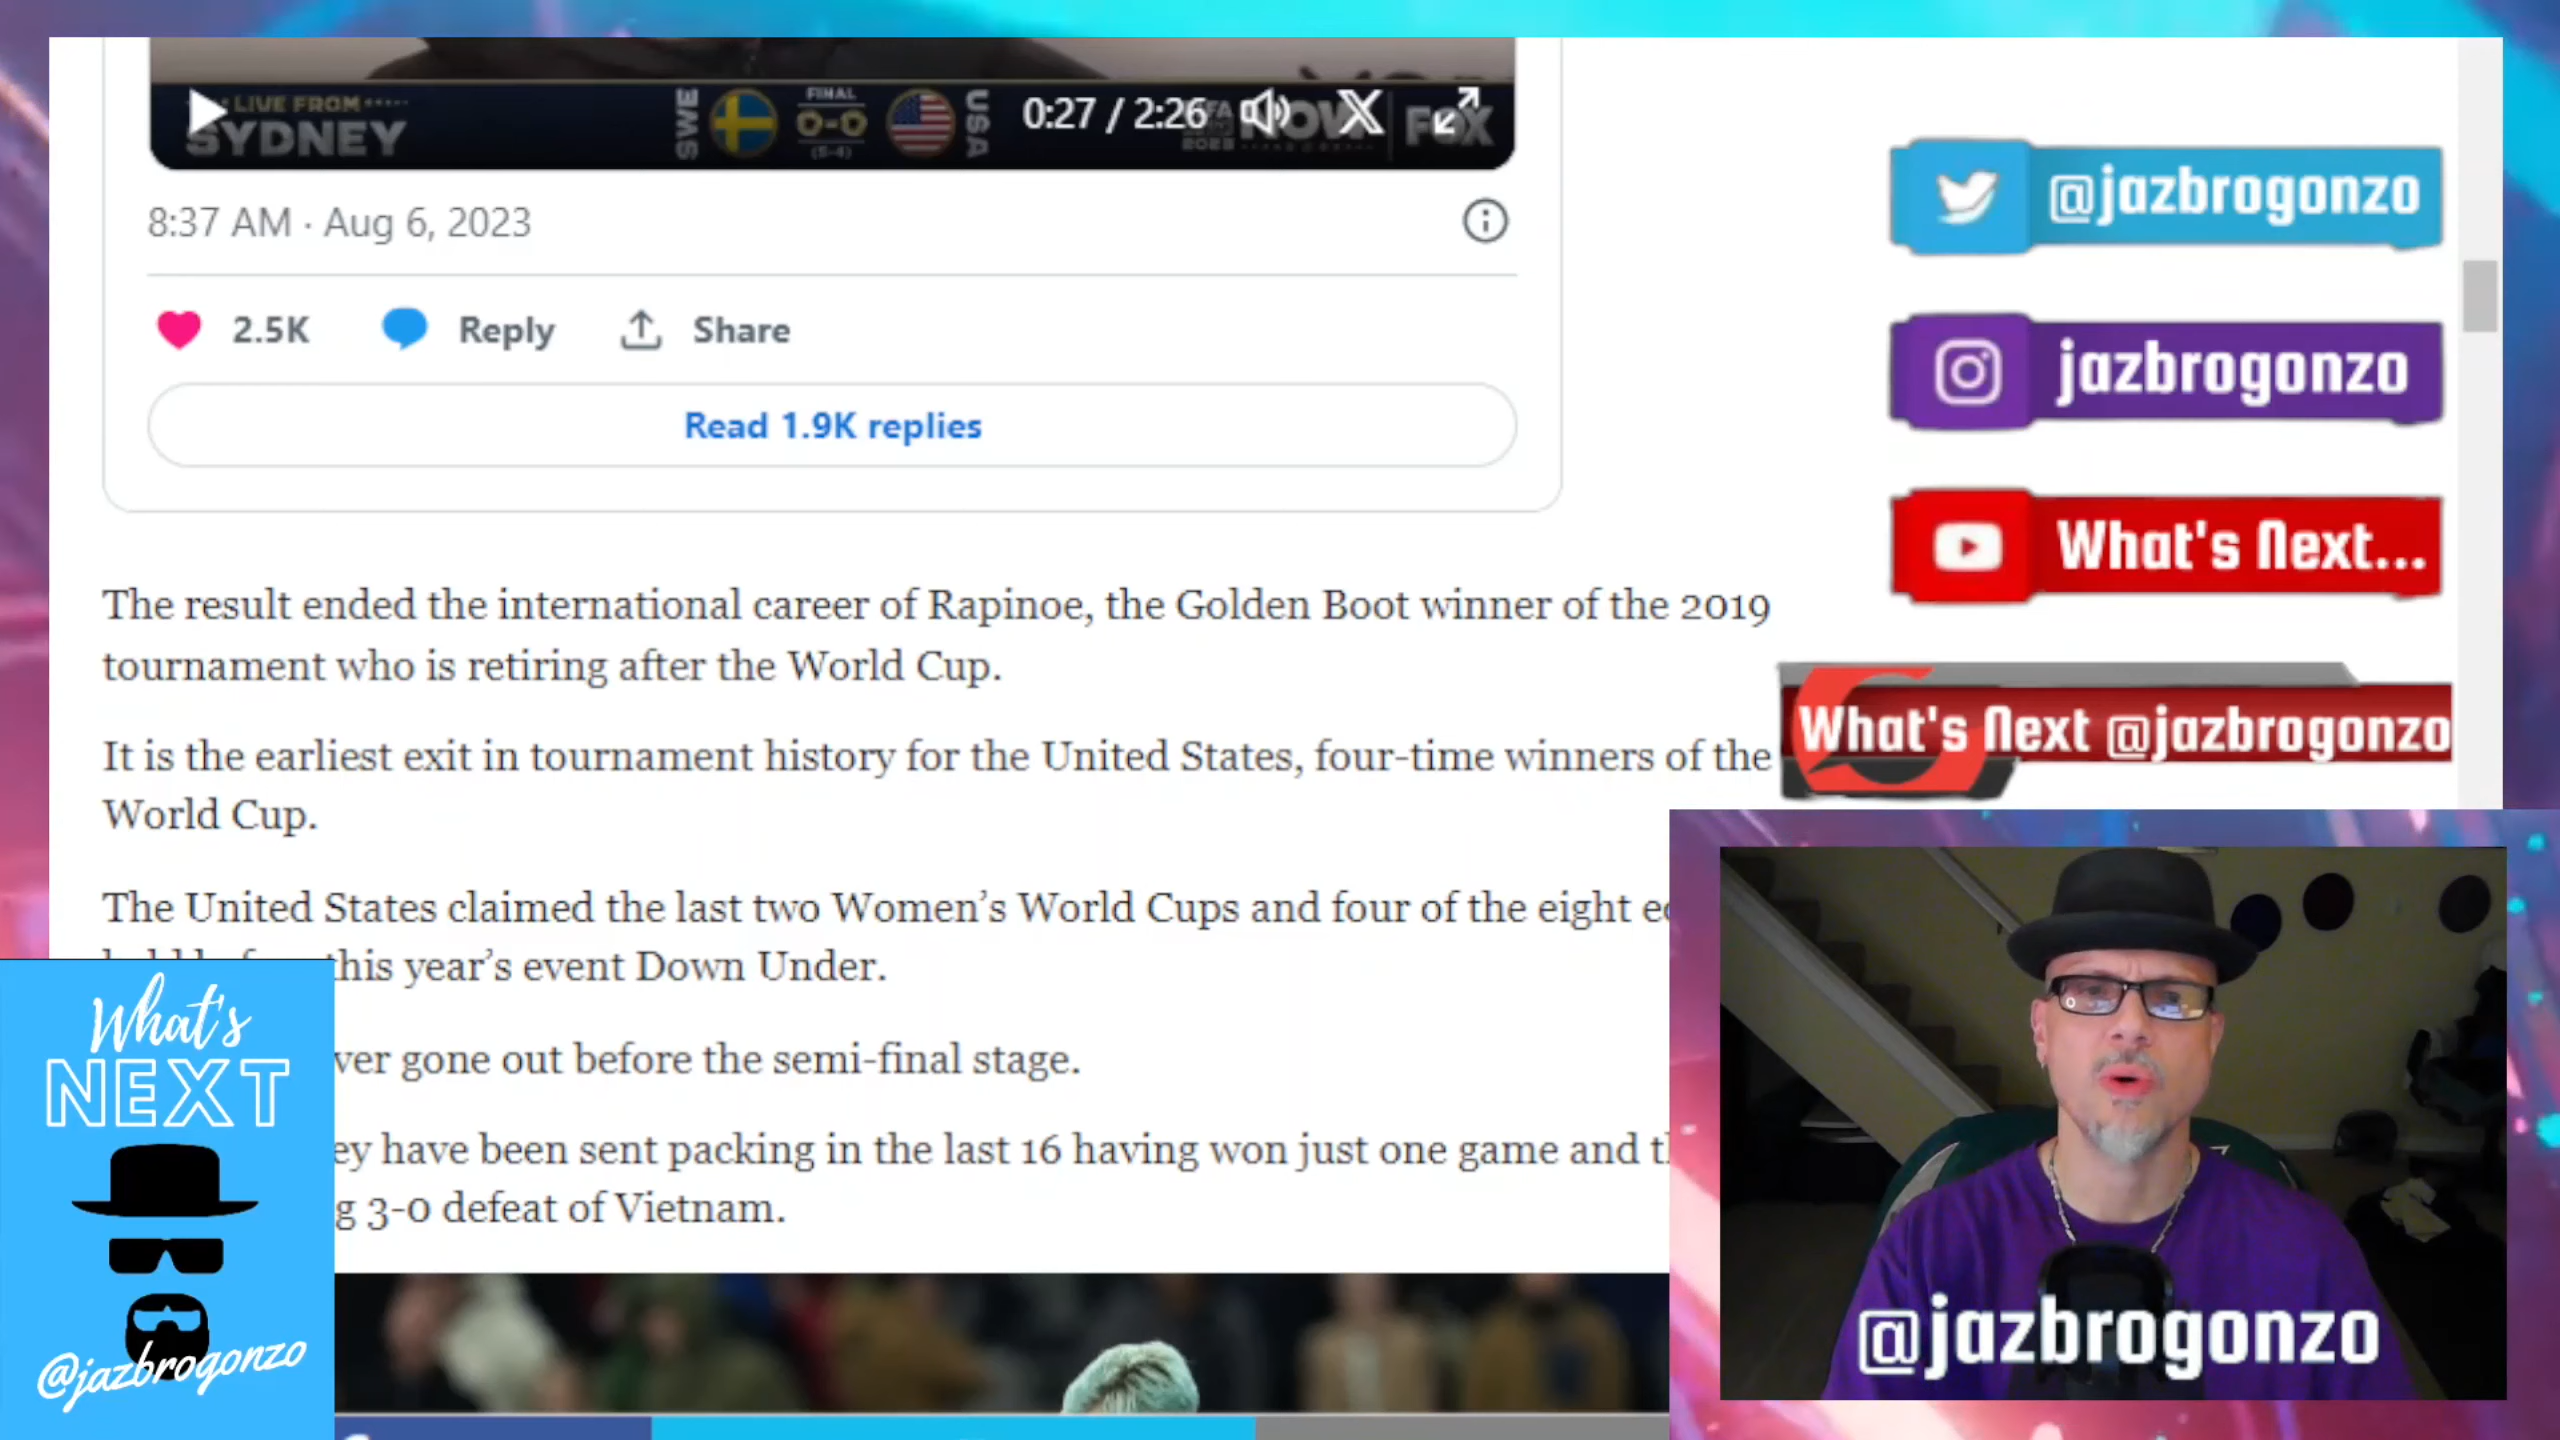 LIVE FROM
SYDNEY
SWE
FINAL
0-0
(5-4)
USA
0:27 / 2:26
NOW
FOX
2023
8:37 AM · Aug 6, 2023
2.5K
Reply
Share
Read 1.9K replies
@jazbrogonzo
jazbrogonzo
What's Next...
What's Next @jazbrogonzo
The result ended the international career of Rapinoe, the Golden Boot winner of the 2019
tournament who is retiring after the World Cup.
It is the earliest exit in tournament history for the United States, four-time winners of the
World Cup.
The United States claimed the last two Women’s World Cups and four of the eight
this year’s event Down Under.
ver gone out before the semi-final stage.
ey have been sent packing in the last 16 having won just one game and
g 3-0 defeat of Vietnam.
What's
NEXT
@jazbrogonzo
@jazbrogonzo